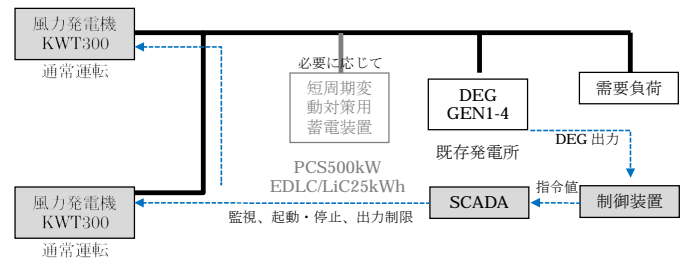 風力発電機
KWT300
通常運転
必要に応じて
短周期変
動対策用
蓄電装置
DEG
GEN1-4
需要負荷
既存発電所
DEG 出力
PCS500kW
EDLC/LiC25kWh
風力発電機
KWT300
通常運転
監視、起動・停止、出力制限
SCADA
指令値
制御装置